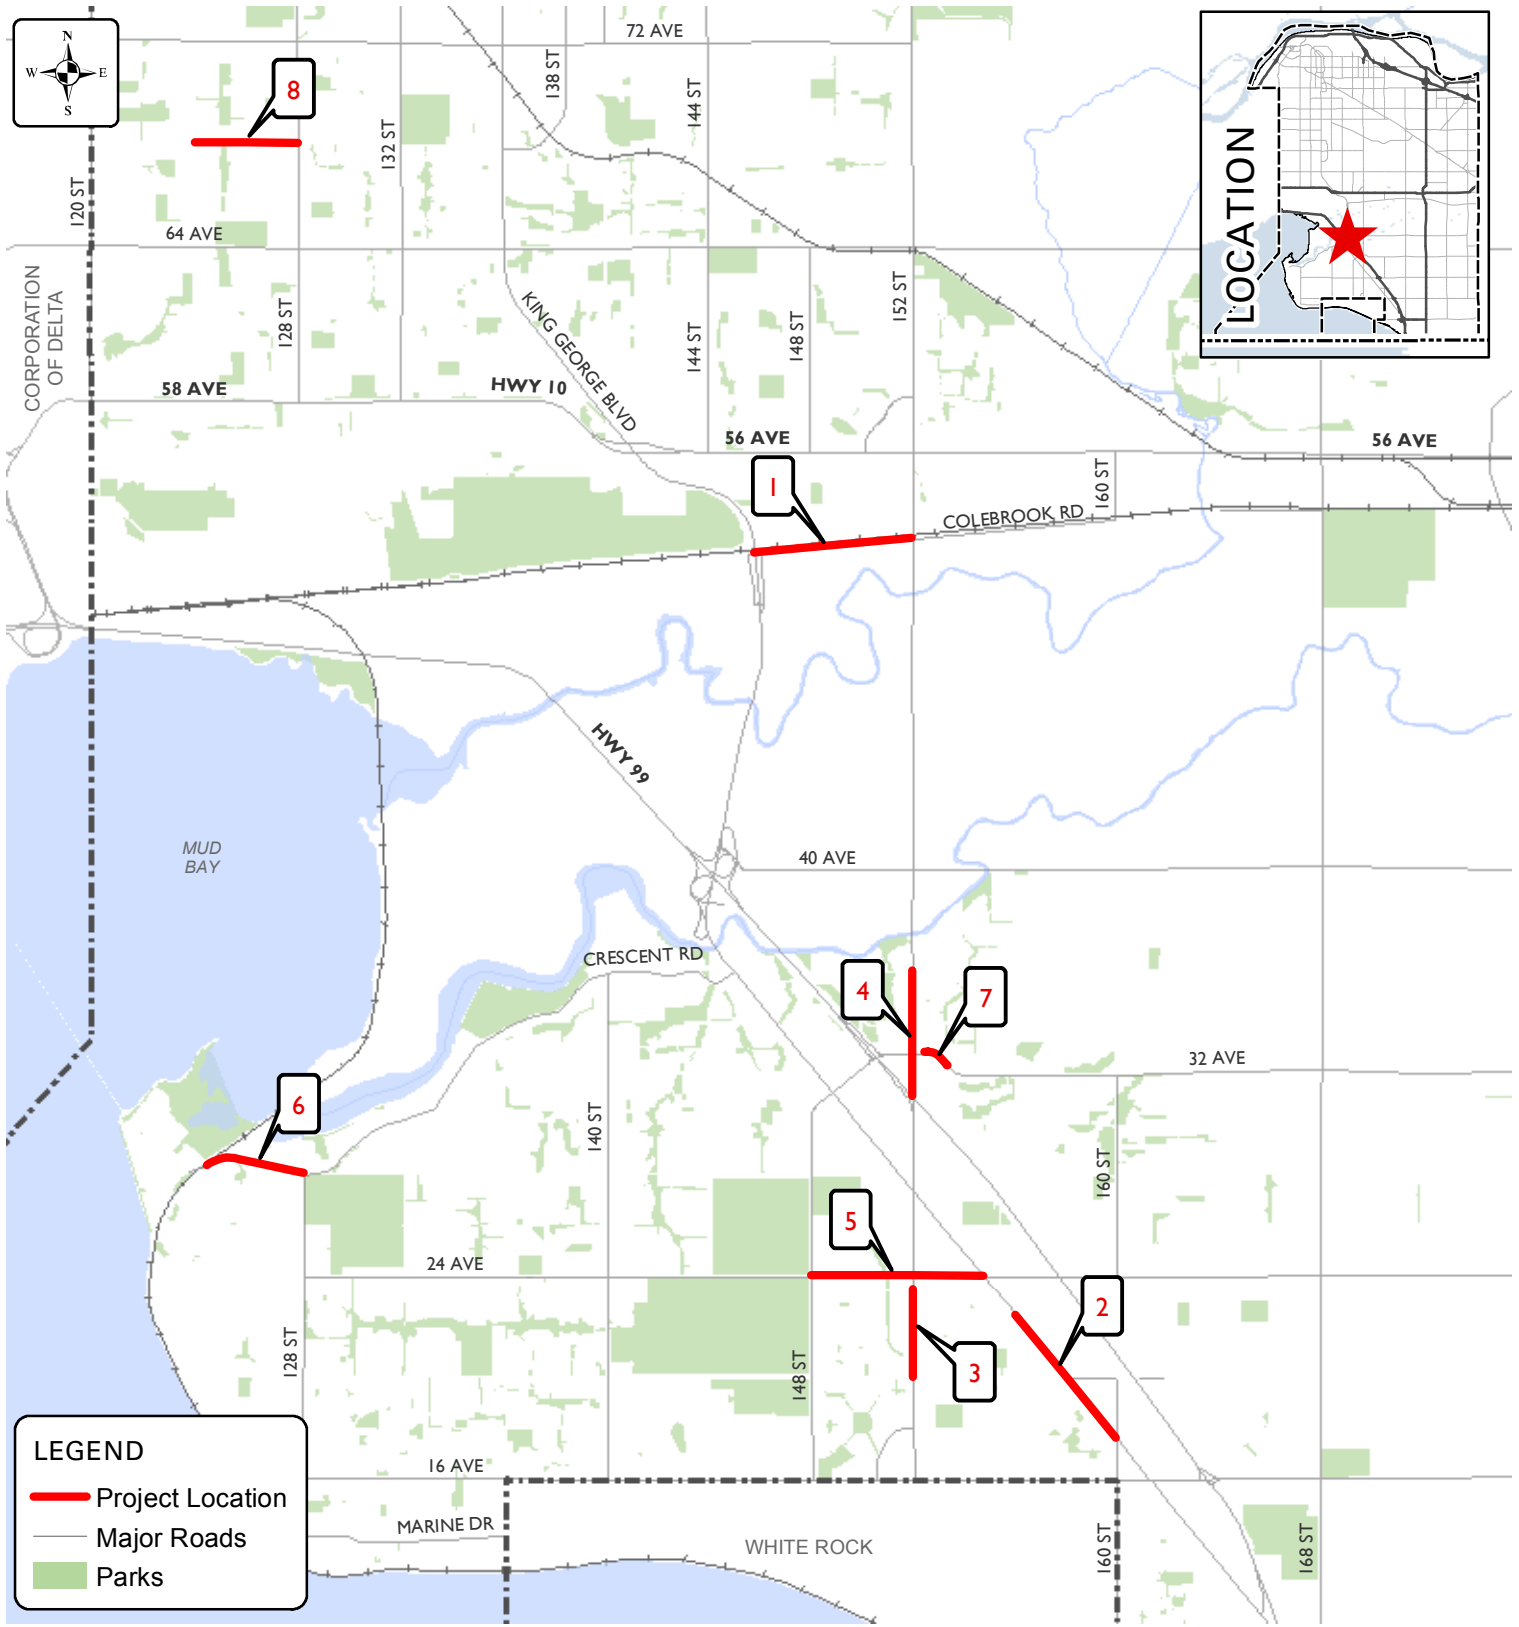 N
W
E
S
72 AVE
138 ST
144 ST
132 ST
8
120 ST
64 AVE
CORPORATION
OF DELTA
128 ST
KING GEORGE BLVD
144 ST
148 ST
152 ST
58 AVE
HWY 10
56 AVE
56 AVE
LOCATION
1
160 ST
COLEBROOK RD
HWY 99
MUD
BAY
40 AVE
CRESCENT RD
4
7
32 AVE
6
140 ST
160 ST
5
24 AVE
2
128 ST
148 ST
3
16 AVE
MARINE DR
WHITE ROCK
160 ST
168 ST
LEGEND
Project Location
Major Roads
Parks